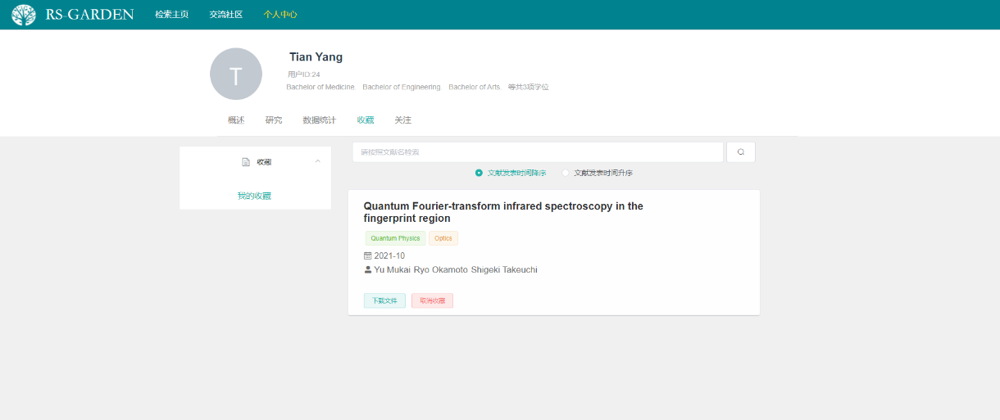 RS-GARDEN 检索主页 交流社区 个人中心
T
Tian Yang
用户ID:24
Bachelor of Medicine Bachelor of Engineering Bachelor of Arts 等共3项学位
概述 研究 数据统计 收藏 关注
收藏
我的收藏
请按照文献名检索
文献发表时间降序 文献发表时间升序
Quantum Fourier-transform infrared spectroscopy in the
fingerprint region
Quantum Physics Optics
2021-10
Yu Mukai Ryo Okamoto Shigeki Takeuchi
下载文件 取消收藏